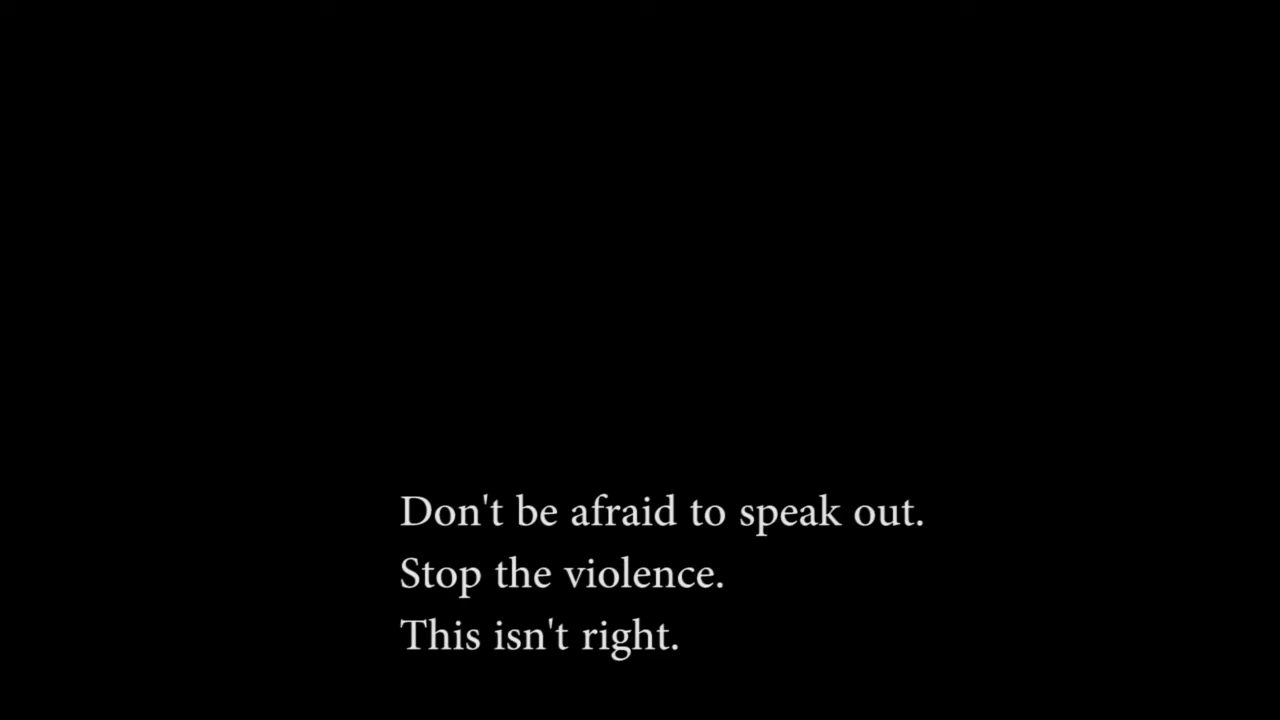 Don't be afraid to speak out.
Stop the violence.
This isn't right.